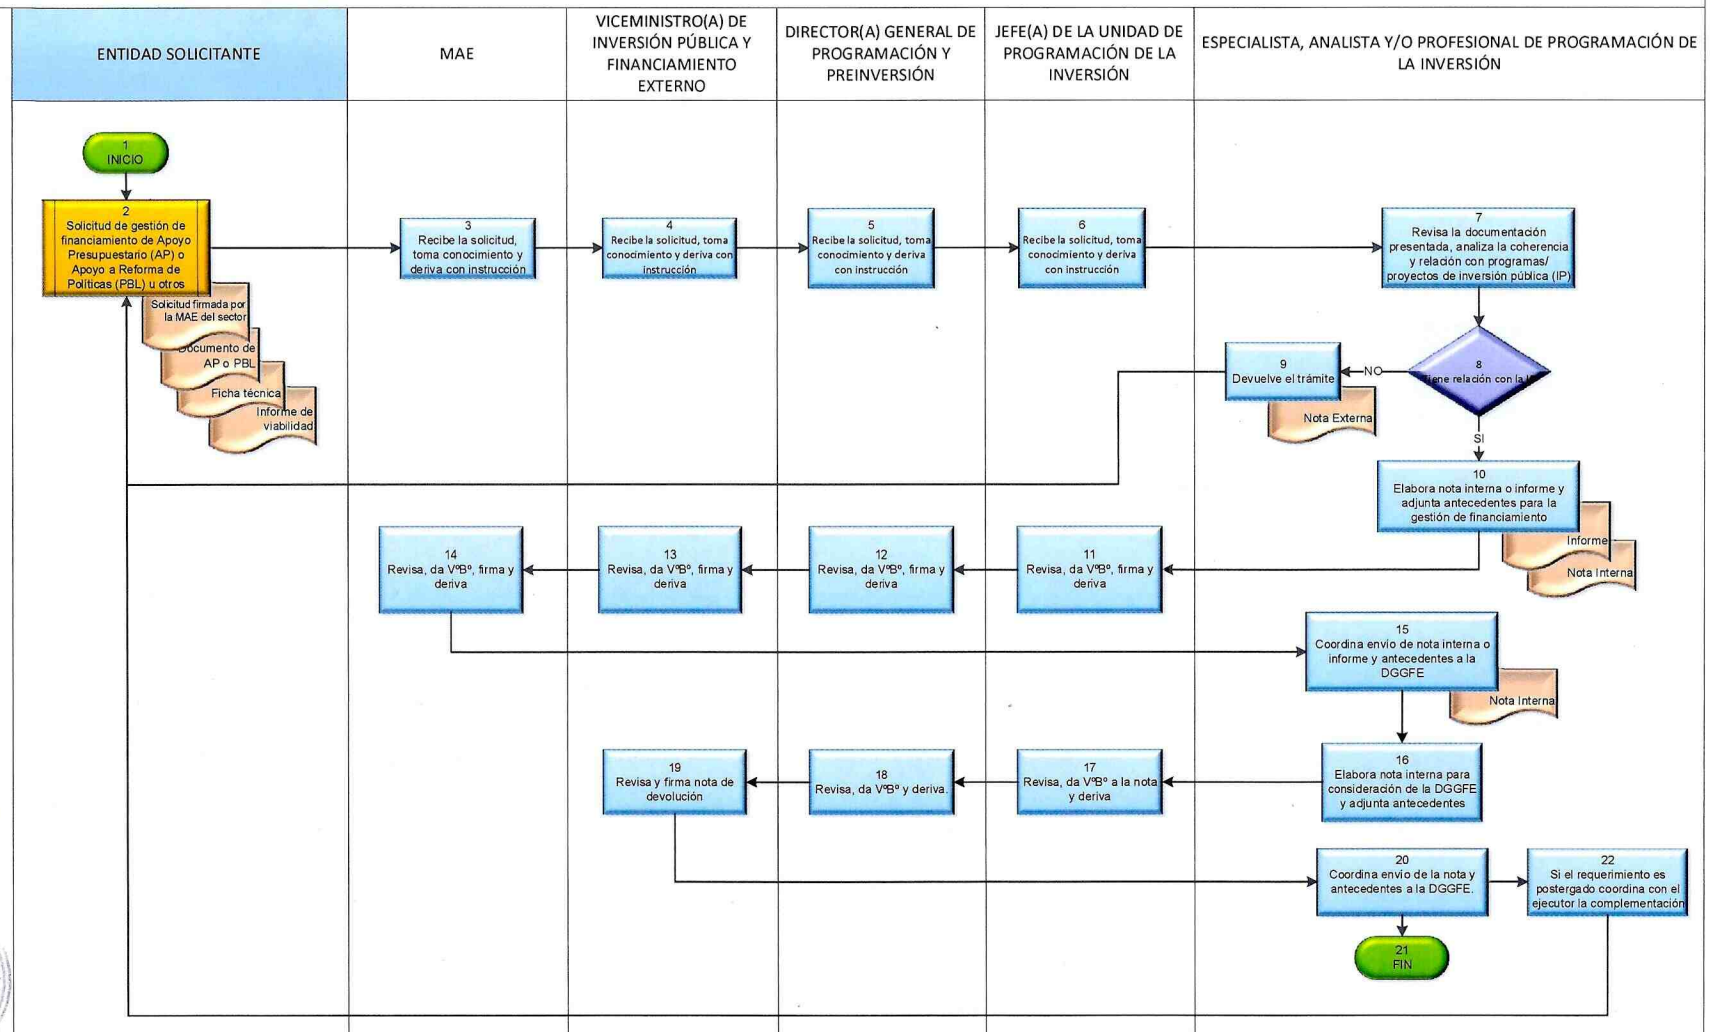 ENTIDAD SOLICITANTE
MAE
VICEMINISTRO(A) DE
INVERSIÓN PÚBLICA Y
FINANCIAMIENTO
EXTERNO
DIRECTOR(A) GENERAL DE
PROGRAMACIÓN Y
PREINVERSIÓN
JEFE(A) DE LA UNIDAD DE
PROGRAMACIÓN DE LA
INVERSIÓN
ESPECIALISTA, ANALISTA Y/O PROFESIONAL DE PROGRAMACIÓN DE
LA INVERSIÓN
1
INICIO
2
Solicitud de gestión de
financiamiento de Apoyo
Presupuestario (AP) o
Apoyo a Reforma de
Políticas (PBL) u otros
Solicitud firmada por
la MAE del sector
Documento de
AP o PBL
Ficha técnica
Informe de
viabilidad
3
Recibe la solicitud,
toma conocimiento y
deriva con instrucción
4
Recibe la solicitud, toma
conocimiento y deriva con
instrucción
5
Recibe la solicitud, toma
conocimiento y deriva
con instrucción
6
Recibe la solicitud, toma
conocimiento y deriva
con instrucción
7
Revisa la documentación
presentada, analiza la coherencia
y relación con programas/
proyectos de inversión pública (IP)
8
Tiene relación con la
NO
SI
9
Devuelve el trámite
Nota Externa
10
Elabora nota interna o informe y
adjunta antecedentes para la
gestión de financiamiento
Informe
Nota Interna
11
Revisa, da VºBº, firma y
deriva
12
Revisa, da VºBº, firma y
deriva
13
Revisa, da VºBº, firma y
deriva
14
Revisa, da VºBº, firma y
deriva
15
Coordina envío de nota interna o
informe y antecedentes a la
DGGFE
Nota Interna
16
Elabora nota interna para
consideración de la DGGFE
y adjunta antecedentes
17
Revisa, da VºBº a la nota
y deriva
18
Revisa, da VºBº y deriva.
19
Revisa y firma nota de
devolución
20
Coordina envío de la nota y
antecedentes a la DGGFE.
22
Si el requerimiento es
postergado coordina con el
ejecutor la complementación
21
FIN